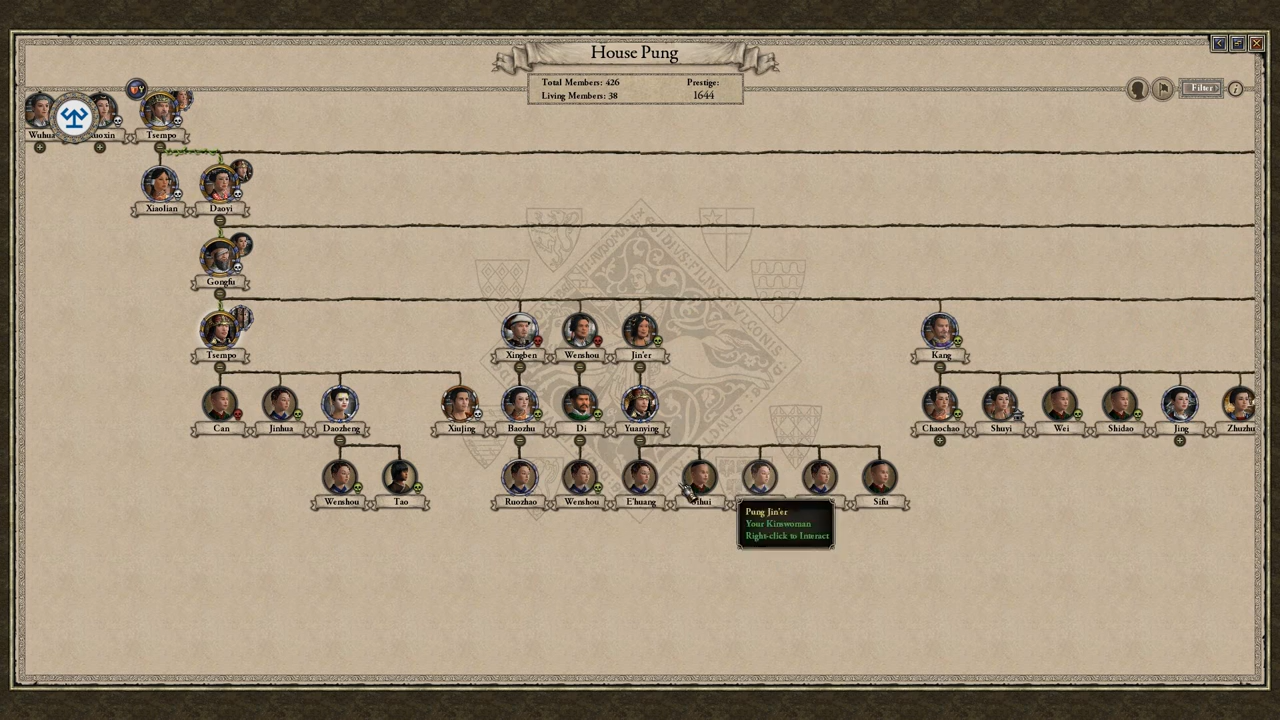 House Pung
Total Members: 426
Prestige:
Living Members: 38
1644
Filter
Wuhua
uoxin
Tsempo
Xiaolian
Daoyi
Gongfu
Tsempo
Xingben
Wenshou
Jin'er
Kang
Can
Jinhua
Daozheng
XiuJing
Baozhu
Di
Yuanying
Chaochao
Shuyi
Wei
Shidao
Jing
Zhuzhu
Wenshou
Tao
Ruozhao
Wenshou
E'huang
Sihui
Sifu
Pung Jin'er
Your Kinswoman
Right-click to Interact